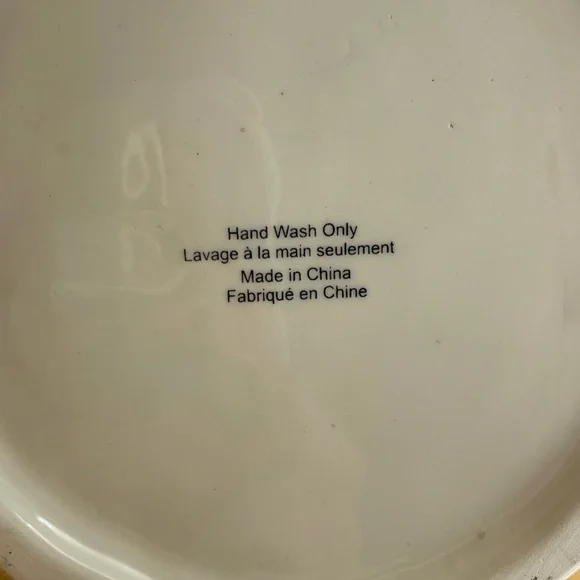 Hand Wash Only
Lavage à la main seulement
Made in China
Fabriqué en Chine